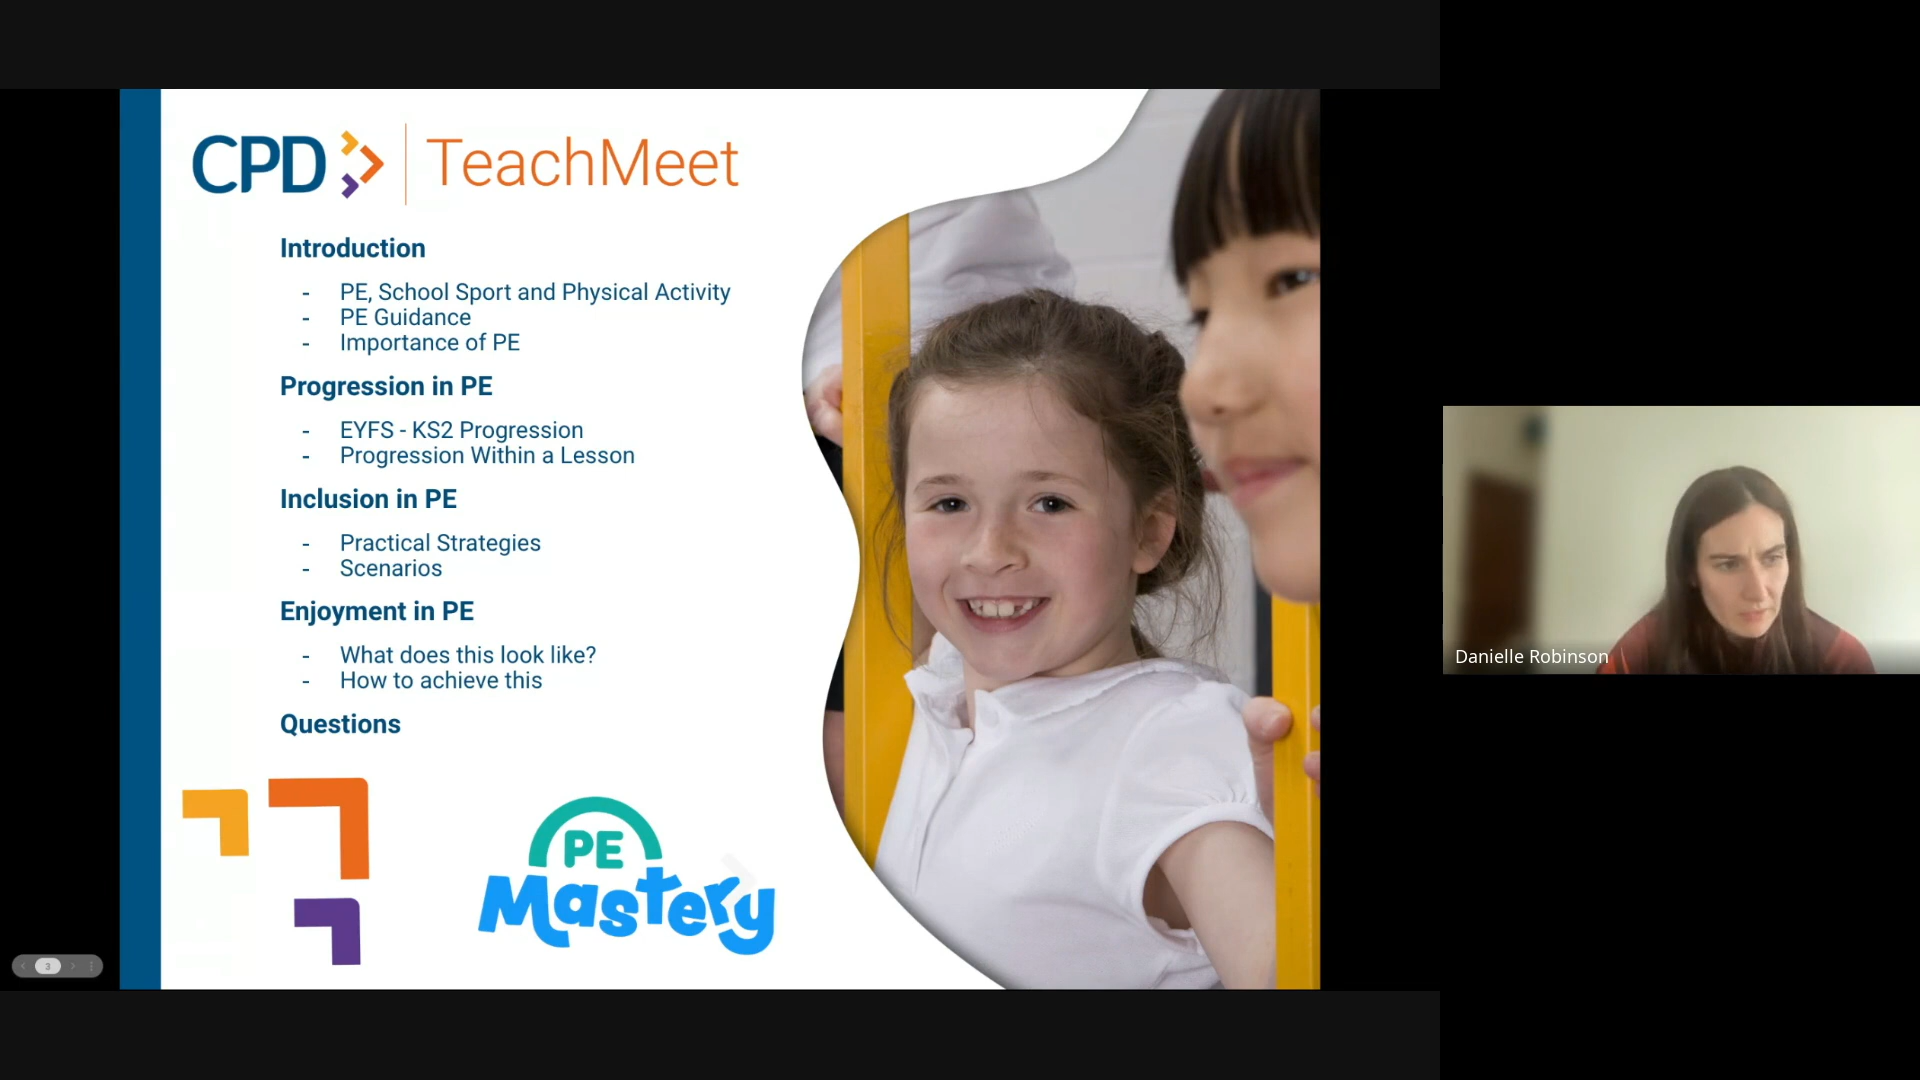 CPD
TeachMeet
Introduction
- PE, School Sport and Physical Activity
- PE Guidance
- Importance of PE
Progression in PE
- EYFS - KS2 Progression
- Progression Within a Lesson
Inclusion in PE
- Practical Strategies
- Scenarios
Enjoyment in PE
- What does this look like?
- How to achieve this
Questions
PE
Mastery
3
Danielle Robinson